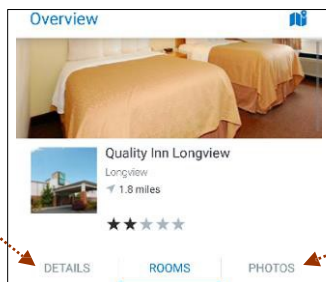 Overview
Quality Inn Longview
Longview
1.8 miles
DETAILS ROOMS PHOTOS